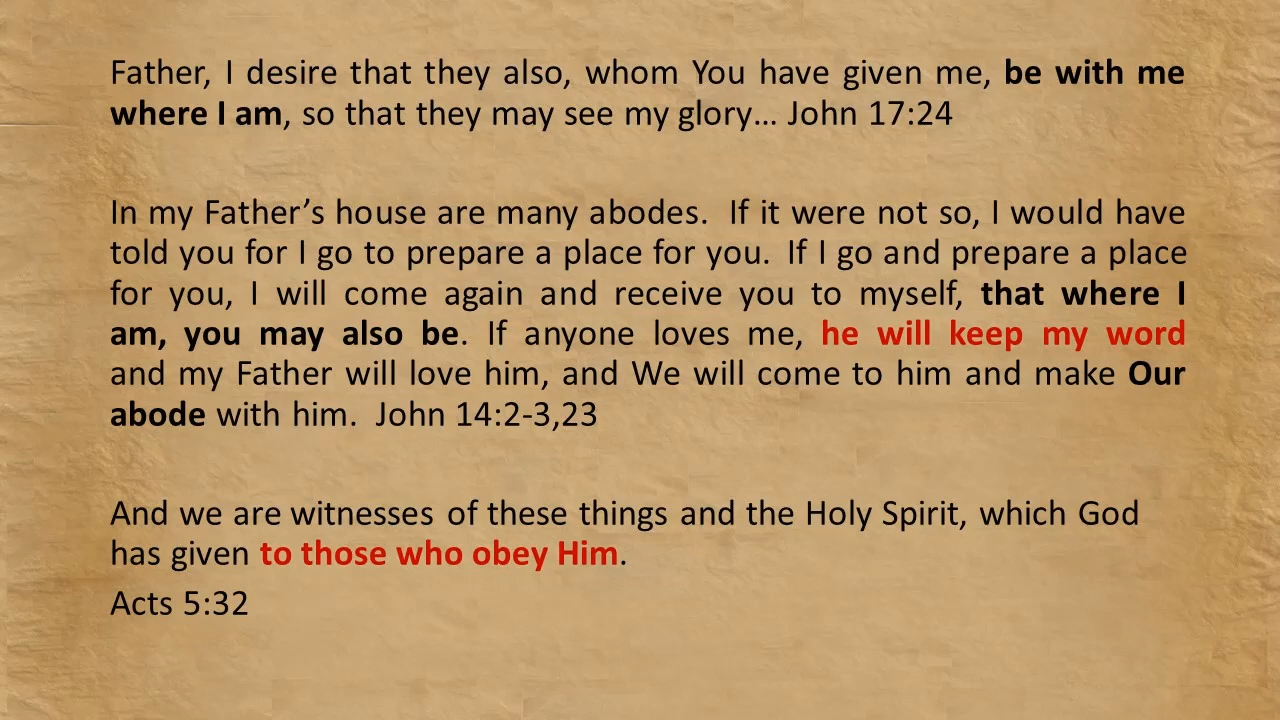 Father, I desire that they also, whom You have given me, be with me
where I am, so that they may see my glory… John 17:24
In my Father’s house are many abodes.  If it were not so, I would have
told you for I go to prepare a place for you.  If I go and prepare a place
for you, I will come again and receive you to myself, that where I
am, you may also be. If anyone loves me, he will keep my word
and my Father will love him, and We will come to him and make Our
abode with him.  John 14:2-3,23
And we are witnesses of these things and the Holy Spirit, which God
has given to those who obey Him.
Acts 5:32